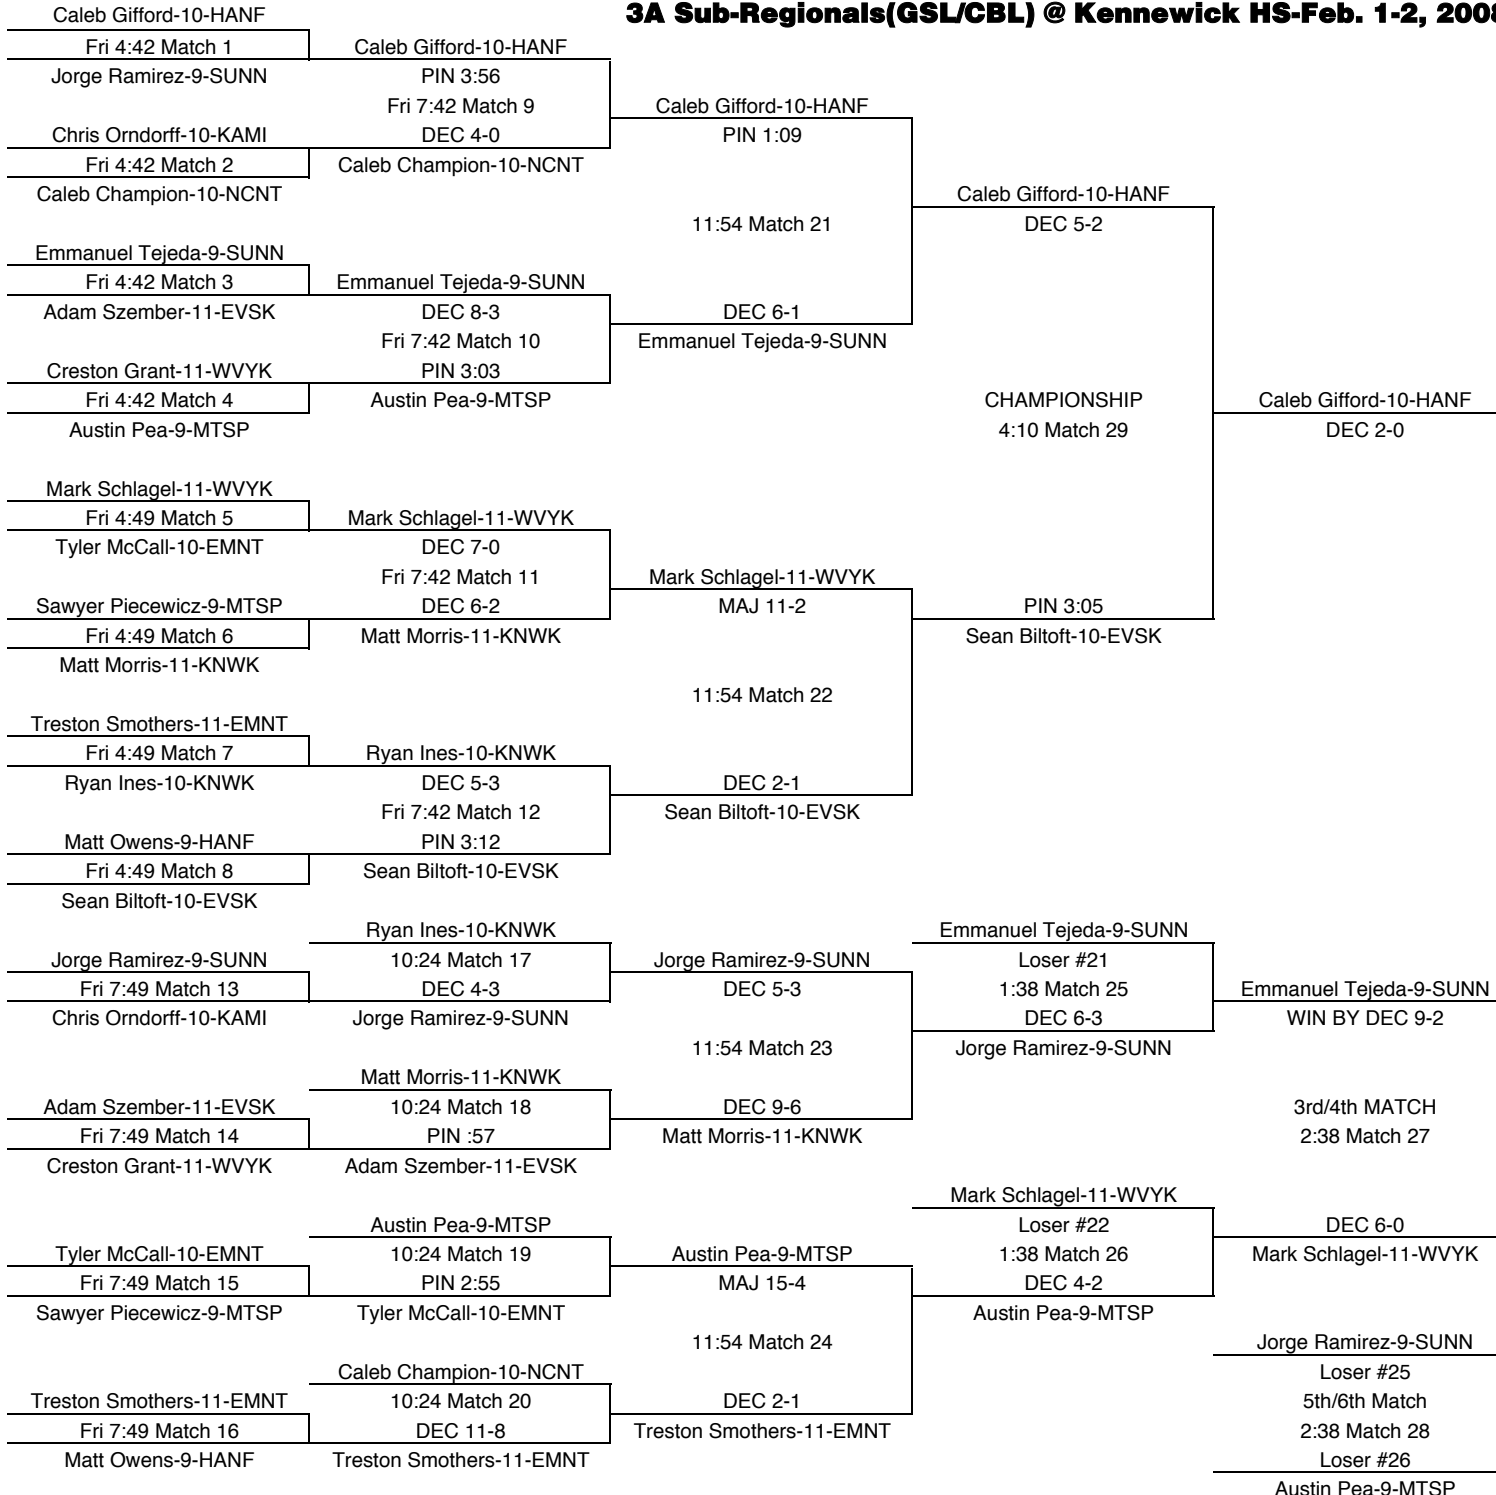 3A Sub-Regionals(GSL/CBL) @ Kennewick HS-Feb. 1-2, 2008
Caleb Gifford-10-HANF
Fri 4:42 Match 1
Jorge Ramirez-9-SUNN
Chris Orndorff-10-KAMI
Fri 4:42 Match 2
Caleb Champion-10-NCNT
Emmanuel Tejeda-9-SUNN
Fri 4:42 Match 3
Adam Szember-11-EVSK
Creston Grant-11-WVYK
Fri 4:42 Match 4
Austin Pea-9-MTSP
Mark Schlagel-11-WVYK
Fri 4:49 Match 5
Tyler McCall-10-EMNT
Sawyer Piecewicz-9-MTSP
Fri 4:49 Match 6
Matt Morris-11-KNWK
Treston Smothers-11-EMNT
Fri 4:49 Match 7
Ryan Ines-10-KNWK
Matt Owens-9-HANF
Fri 4:49 Match 8
Sean Biltoft-10-EVSK
Caleb Gifford-10-HANF
PIN 3:56
Fri 7:42 Match 9
DEC 4-0
Caleb Champion-10-NCNT
Emmanuel Tejeda-9-SUNN
DEC 8-3
Fri 7:42 Match 10
PIN 3:03
Austin Pea-9-MTSP
Mark Schlagel-11-WVYK
DEC 7-0
Fri 7:42 Match 11
DEC 6-2
Matt Morris-11-KNWK
Ryan Ines-10-KNWK
DEC 5-3
Fri 7:42 Match 12
PIN 3:12
Sean Biltoft-10-EVSK
Caleb Gifford-10-HANF
PIN 1:09
11:54 Match 21
DEC 6-1
Emmanuel Tejeda-9-SUNN
Mark Schlagel-11-WVYK
MAJ 11-2
11:54 Match 22
DEC 2-1
Sean Biltoft-10-EVSK
Caleb Gifford-10-HANF
DEC 5-2
CHAMPIONSHIP
4:10 Match 29
PIN 3:05
Sean Biltoft-10-EVSK
Caleb Gifford-10-HANF
DEC 2-0
Jorge Ramirez-9-SUNN
Fri 7:49 Match 13
Chris Orndorff-10-KAMI
Adam Szember-11-EVSK
Fri 7:49 Match 14
Creston Grant-11-WVYK
Tyler McCall-10-EMNT
Fri 7:49 Match 15
Sawyer Piecewicz-9-MTSP
Treston Smothers-11-EMNT
Fri 7:49 Match 16
Matt Owens-9-HANF
Ryan Ines-10-KNWK
10:24 Match 17
DEC 4-3
Jorge Ramirez-9-SUNN
Matt Morris-11-KNWK
10:24 Match 18
PIN :57
Adam Szember-11-EVSK
Austin Pea-9-MTSP
10:24 Match 19
PIN 2:55
Tyler McCall-10-EMNT
Caleb Champion-10-NCNT
10:24 Match 20
DEC 11-8
Treston Smothers-11-EMNT
Jorge Ramirez-9-SUNN
DEC 5-3
11:54 Match 23
DEC 9-6
Matt Morris-11-KNWK
Austin Pea-9-MTSP
MAJ 15-4
11:54 Match 24
DEC 2-1
Treston Smothers-11-EMNT
Emmanuel Tejeda-9-SUNN
Loser #21
1:38 Match 25
DEC 6-3
Jorge Ramirez-9-SUNN
Mark Schlagel-11-WVYK
Loser #22
1:38 Match 26
DEC 4-2
Austin Pea-9-MTSP
Emmanuel Tejeda-9-SUNN
WIN BY DEC 9-2
3rd/4th MATCH
2:38 Match 27
DEC 6-0
Mark Schlagel-11-WVYK
Jorge Ramirez-9-SUNN
Loser #25
5th/6th Match
2:38 Match 28
Loser #26
Austin Pea-9-MTSP